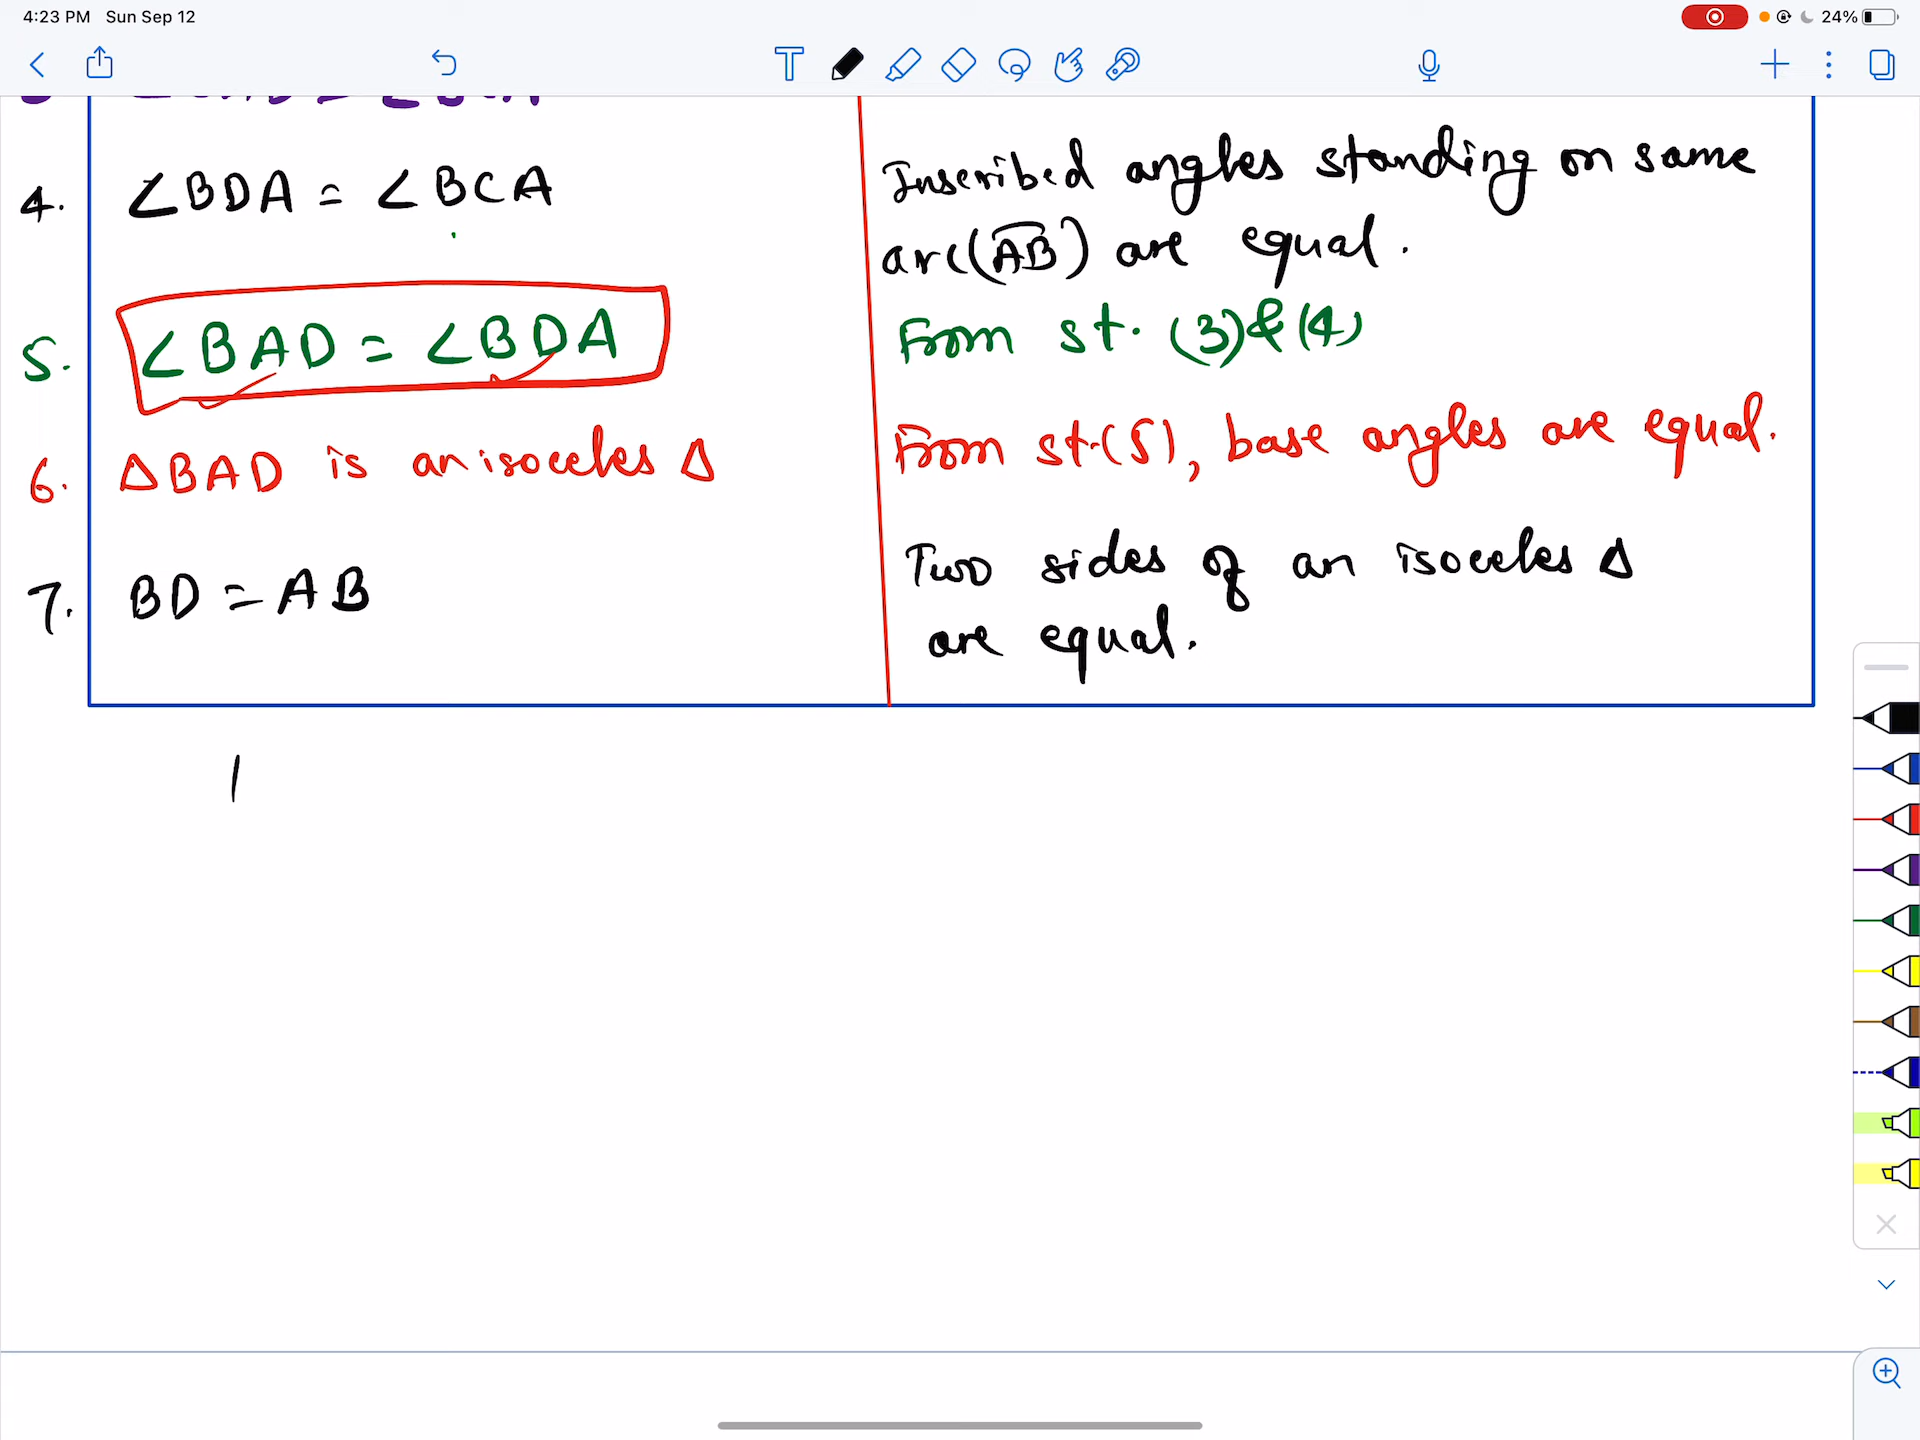 4:23 PM Sun Sep 12
24%
4. ∠BDA = ∠BCA
Inscribed angles standing on same
arc(AB) are equal.
5. ∠BAD = ∠BDA
From st. (3)&(4)
6. ΔBAD is an isoceles Δ
From st.(5), base angles are equal.
7. BD = AB
Two sides of an isoceles Δ
are equal.